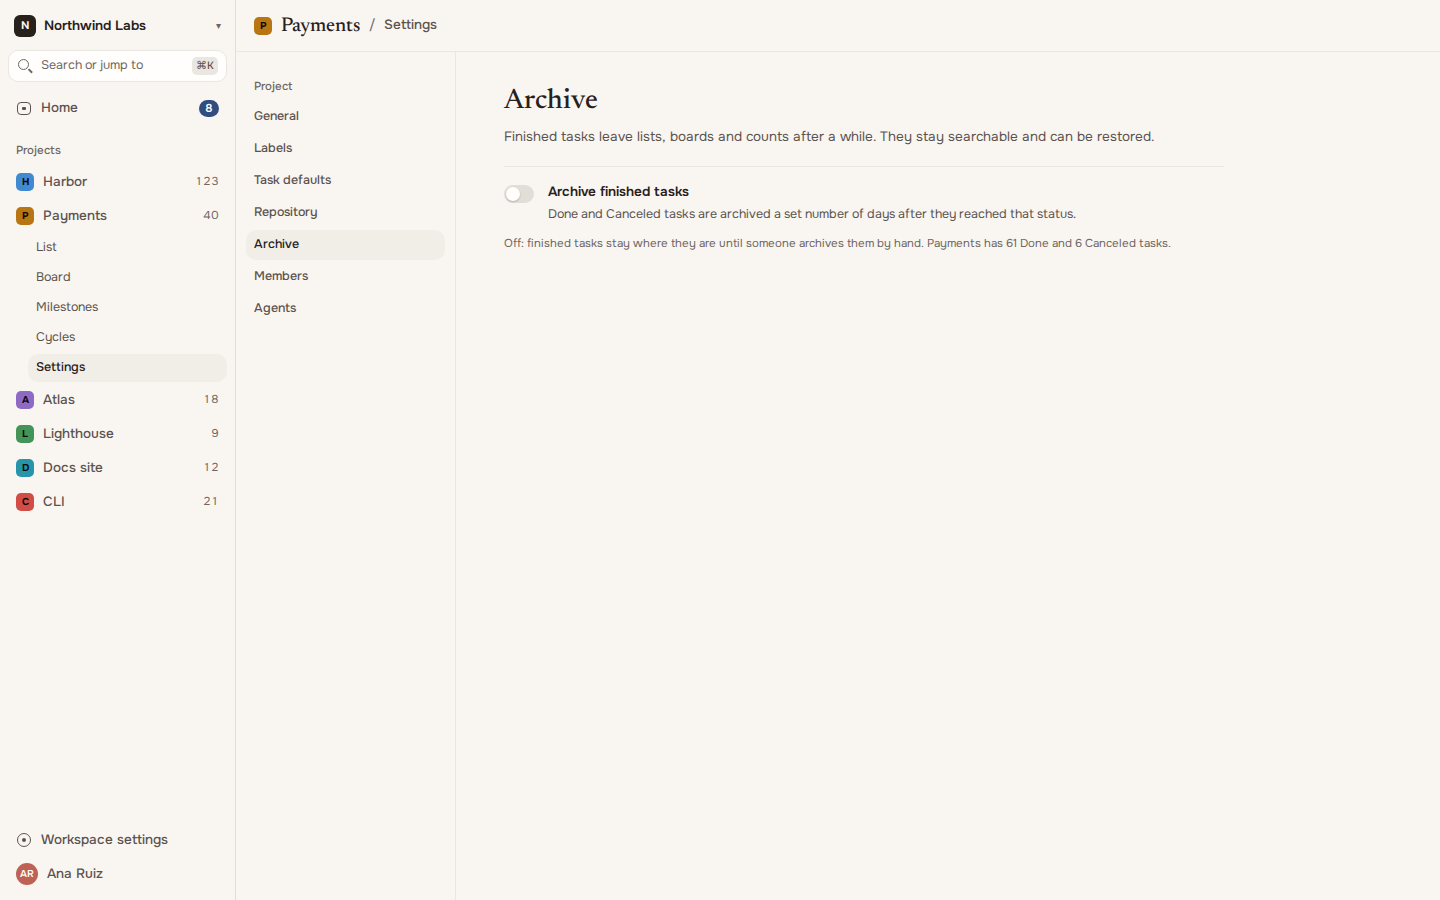 N Northwind Labs ▾
Search or jump to ⌘K
Home 8
Projects
H Harbor 123
P Payments 40
List
Board
Milestones
Cycles
Settings
A Atlas 18
L Lighthouse 9
D Docs site 12
C CLI 21
Workspace settings
AR Ana Ruiz
P Payments / Settings
Project
General
Labels
Task defaults
Repository
Archive
Members
Agents
Archive
Finished tasks leave lists, boards and counts after a while. They stay searchable and can be restored.
Archive finished tasks
Done and Canceled tasks are archived a set number of days after they reached that status.
Off: finished tasks stay where they are until someone archives them by hand. Payments has 61 Done and 6 Canceled tasks.